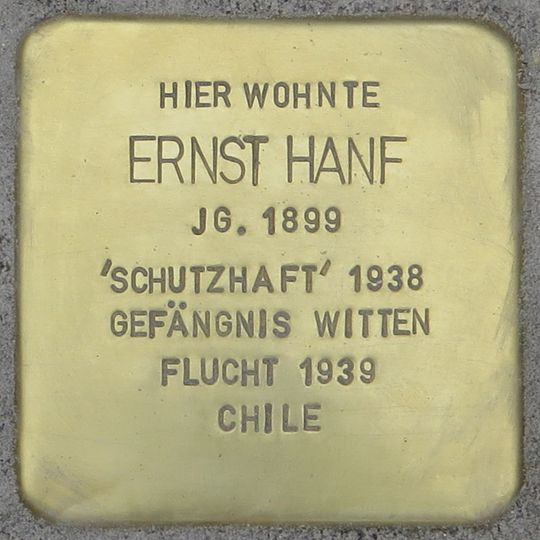 HIER WOHNTE
ERNST HANF
JG. 1899
'SCHUTZHAFT' 1938
GEFÄNGNIS WITTEN
FLUCHT 1939
CHILE